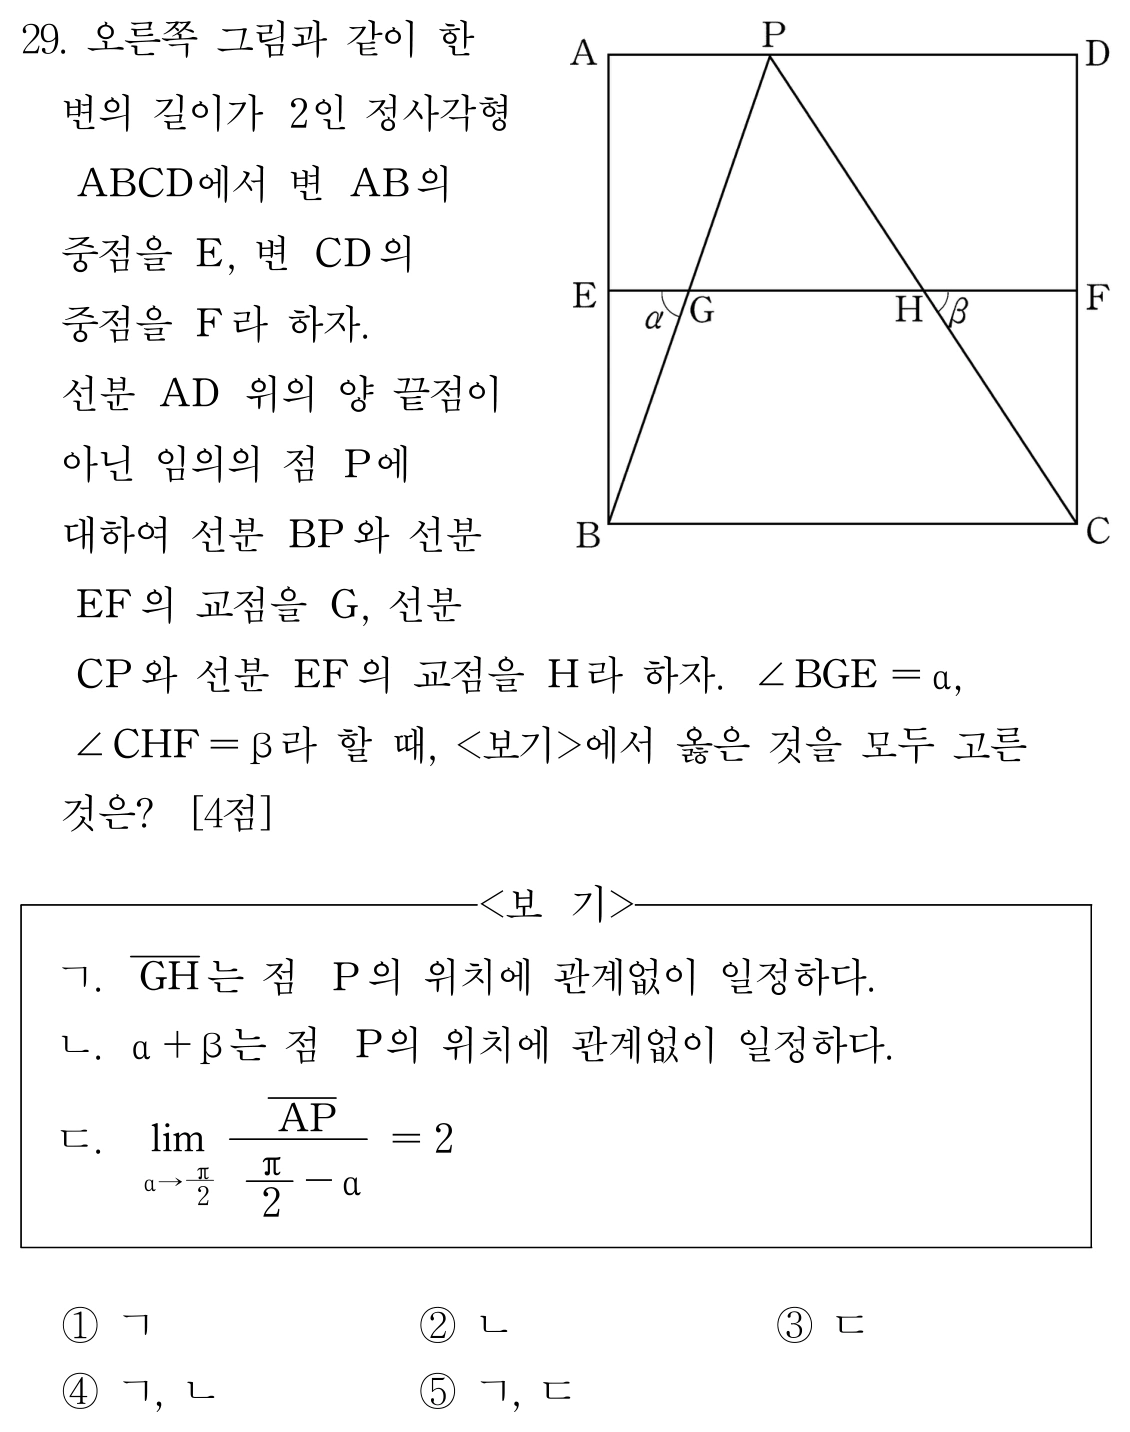 29. 오른쪽 그림과 같이 한
변의 길이가 2인 정사각형
ABCD에서 변 AB의
중점을 E, 변 CD의
중점을 F라 하자.
선분 AD 위의 양 끝점이
아닌 임의의 점 P에
대하여 선분 BP와 선분
EF의 교점을 G, 선분
CP와 선분 EF의 교점을 H라 하자. ∠BGE = α,
∠CHF = β라 할 때, <보기>에서 옳은 것을 모두 고른
것은? [4점]
A P D
E G H F
α β
B C
<보 기>
ㄱ. \overline{GH}는 점 P의 위치에 관계없이 일정하다.
ㄴ. α + β는 점 P의 위치에 관계없이 일정하다.
ㄷ. \lim_{α→\frac{π}{2}} \frac{\overline{AP}}{\frac{π}{2} - α} = 2
① ㄱ ② ㄴ ③ ㄷ
④ ㄱ, ㄴ ⑤ ㄱ, ㄷ